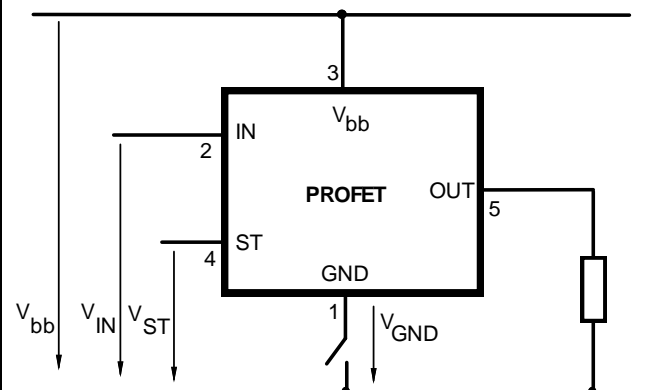 3
V_bb
IN
2
PROFET
OUT
5
ST
4
GND
1
V_bb
V_IN
V_ST
V_GND